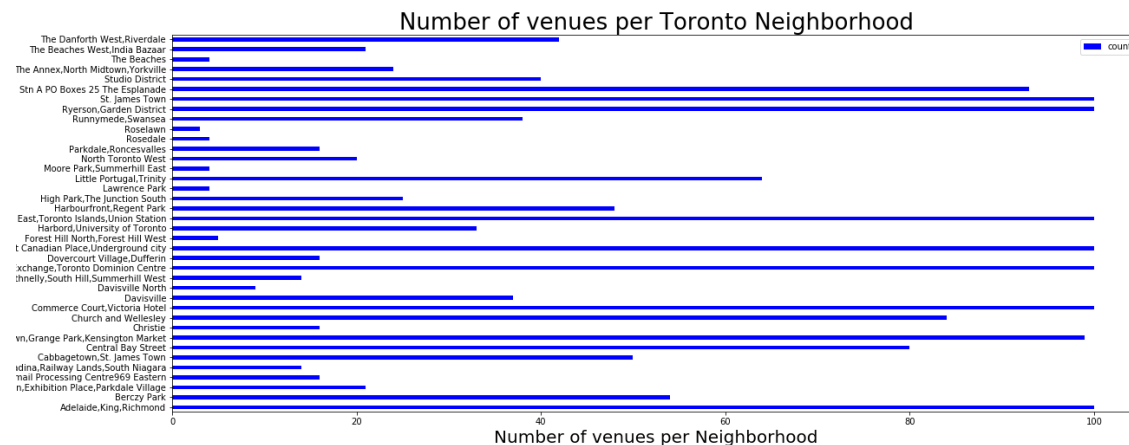 Number of venues per Toronto Neighborhood
count
The Danforth West,Riverdale
The Beaches West,India Bazaar
The Beaches
The Annex,North Midtown,Yorkville
Studio District
Stn A PO Boxes 25 The Esplanade
St. James Town
Ryerson,Garden District
Runnymede,Swansea
Roselawn
Rosedale
Parkdale,Roncesvalles
North Toronto West
Moore Park,Summerhill East
Little Portugal,Trinity
Lawrence Park
High Park,The Junction South
Harbourfront,Regent Park
East,Toronto Islands,Union Station
Harbord,University of Toronto
Forest Hill North,Forest Hill West
t Canadian Place,Underground city
Dovercourt Village,Dufferin
xchange,Toronto Dominion Centre
hnelly,South Hill,Summerhill West
Davisville North
Davisville
Commerce Court,Victoria Hotel
Church and Wellesley
Christie
wn,Grange Park,Kensington Market
Central Bay Street
Cabbagetown,St. James Town
adina,Railway Lands,South Niagara
mail Processing Centre969 Eastern
n,Exhibition Place,Parkdale Village
Berczy Park
Adelaide,King,Richmond
0 20 40 60 80 100
Number of venues per Neighborhood